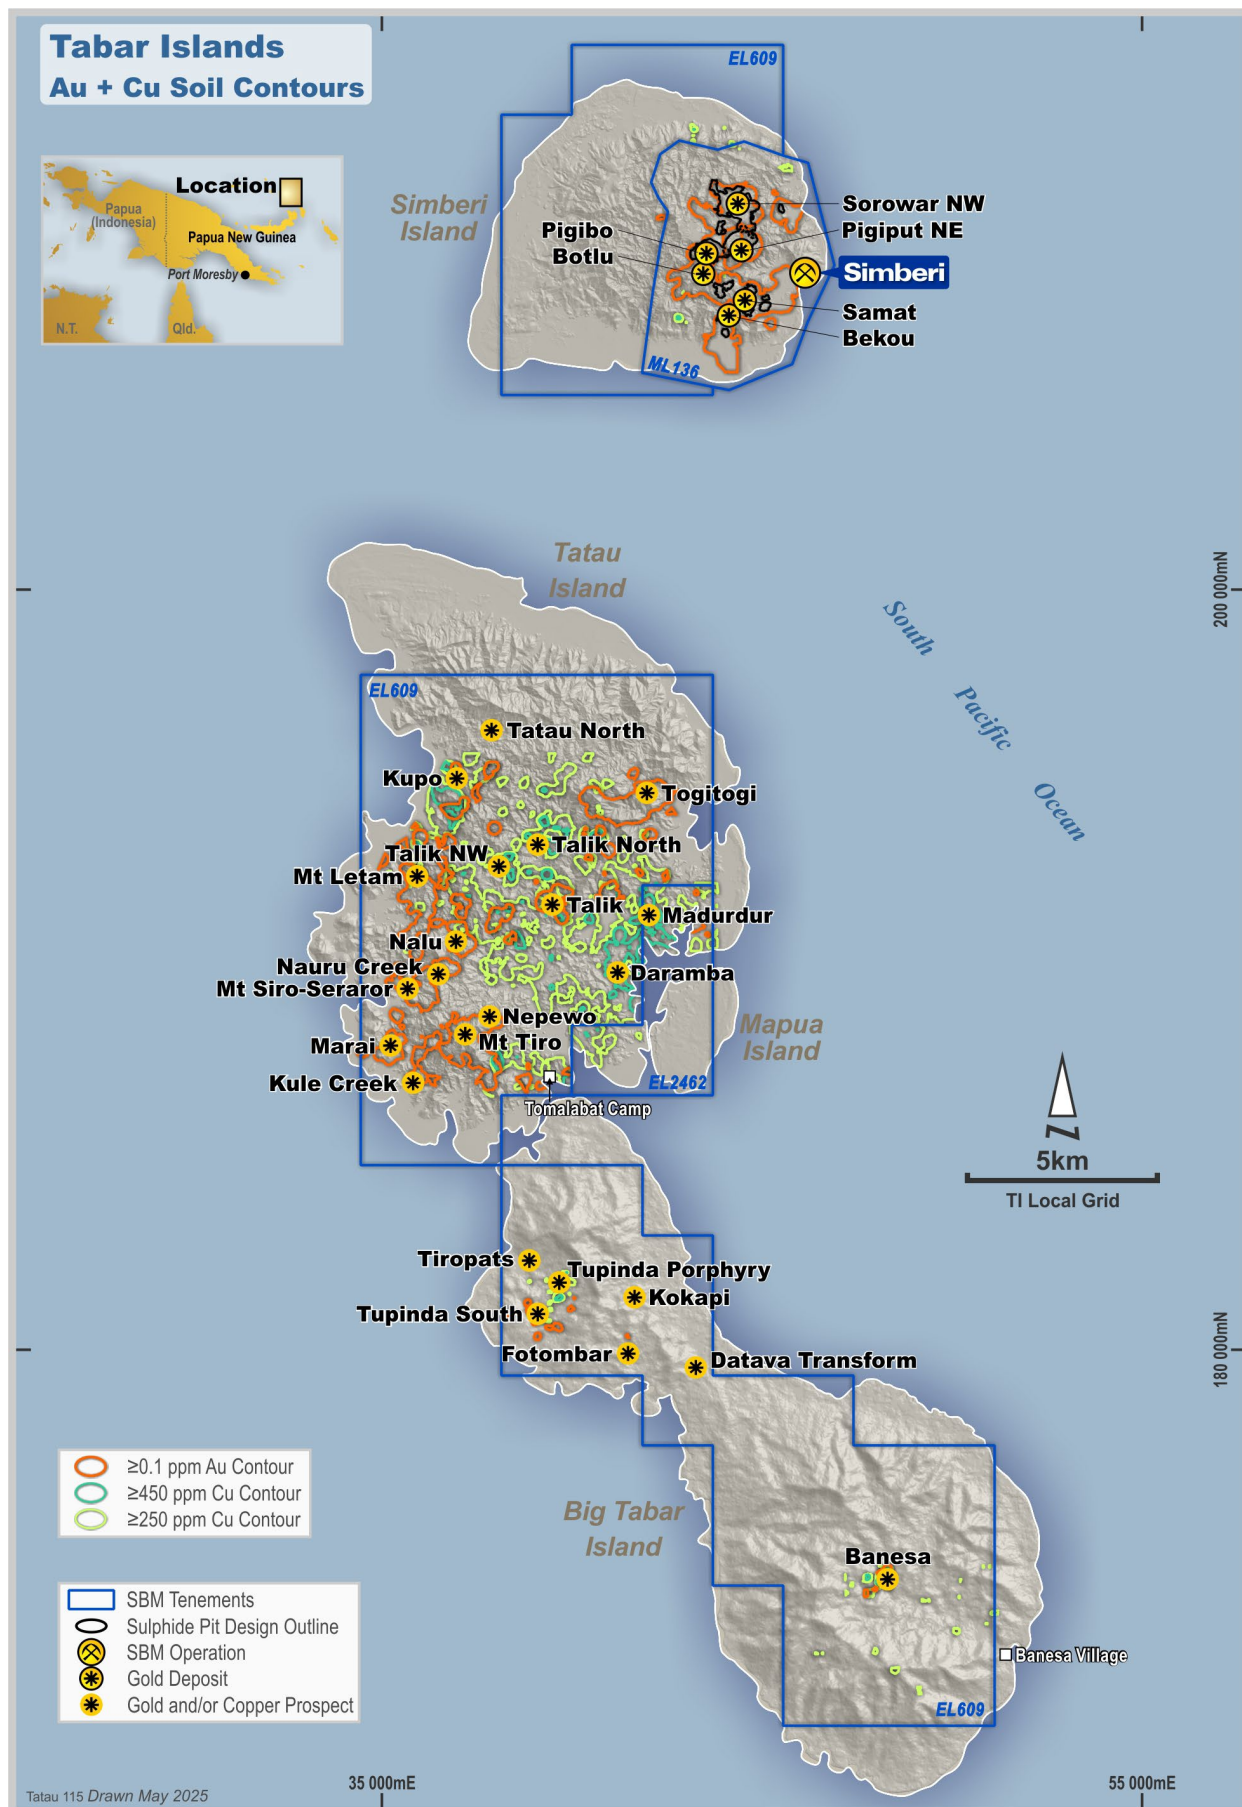 Tabar Islands
Au + Cu Soil Contours
EL609
Location
Papua
(Indonesia)
Papua New Guinea
Port Moresby
N.T.
Qld.
Simberi
Island
Sorowar NW
Pigibo
Pigiput NE
Botlu
Simberi
Samat
Bekou
ML136
Tatau
Island
200 000mN
South
Pacific
Ocean
EL609
Tatau North
Kupo
Togitogi
Talik North
Talik NW
Mt Letam
Talik
Madurdur
Nalu
Nauru Creek
Daramba
Mt Siro-Seraror
Nepewo
Mapua
Island
Mt Tiro
Marai
Kule Creek
EL2462
Tomalabat Camp
N
5km
TI Local Grid
Tiropats
Tupinda Porphyry
Kokapi
Tupinda South
Fotombar
Datava Transform
180 000mN
≥0.1 ppm Au Contour
≥450 ppm Cu Contour
≥250 ppm Cu Contour
Big Tabar
Island
Banesa
SBM Tenements
Sulphide Pit Design Outline
SBM Operation
Gold Deposit
Gold and/or Copper Prospect
Banesa Village
EL609
35 000mE
55 000mE
Tatau 115 Drawn May 2025